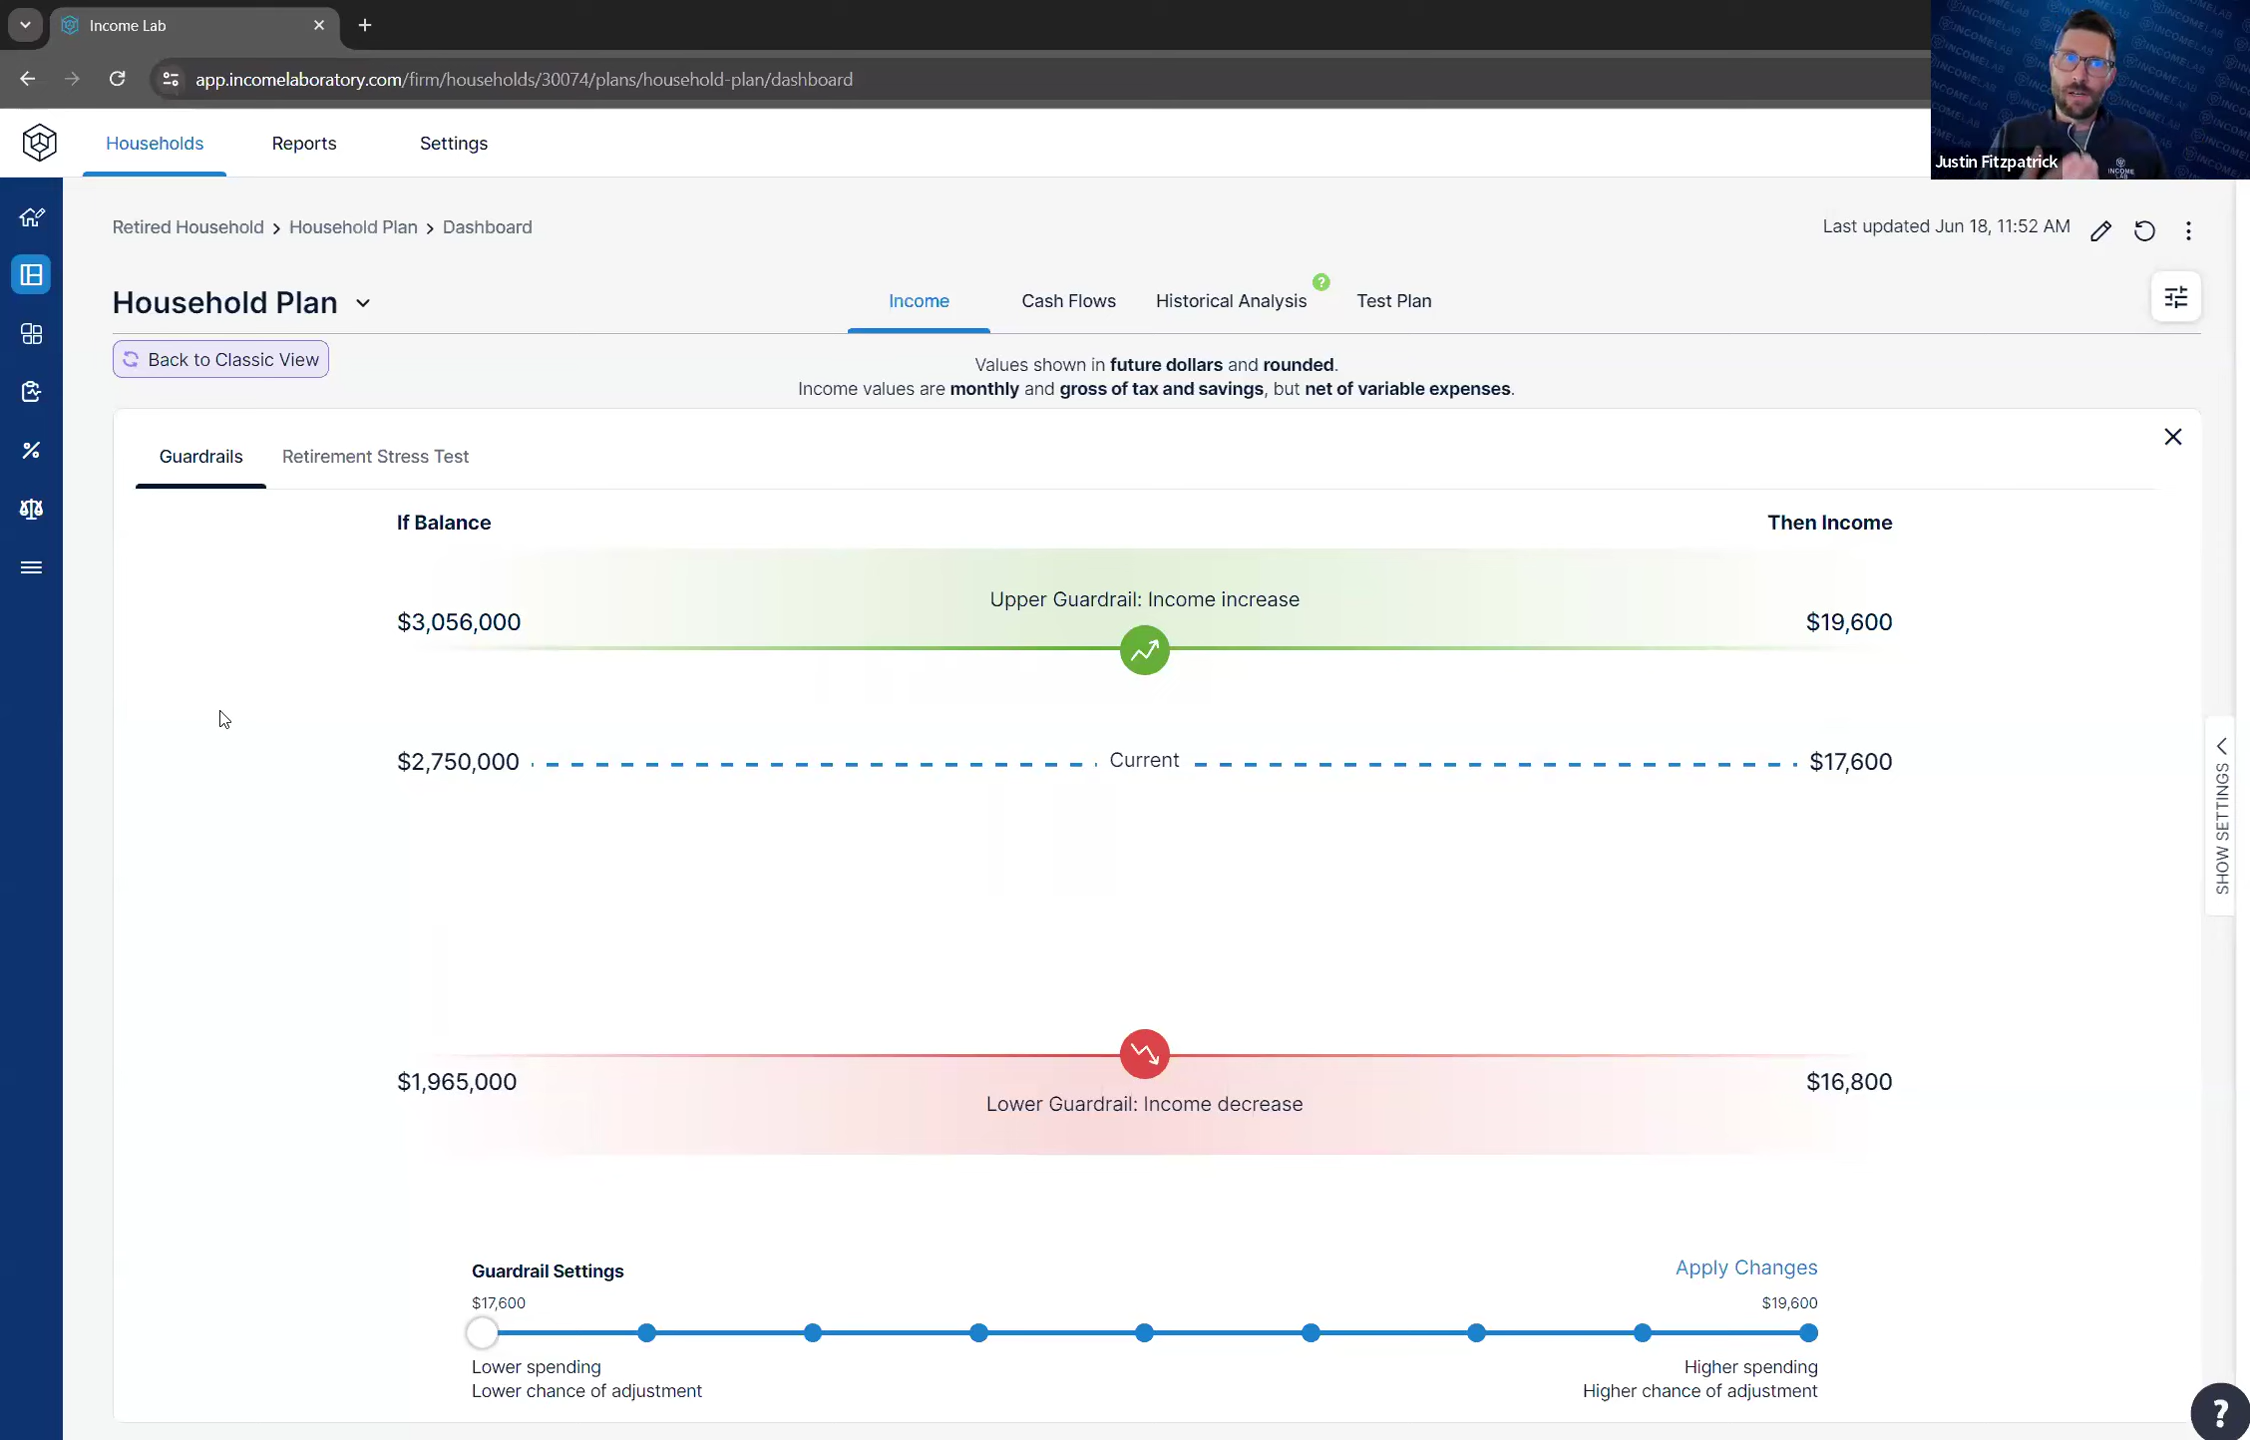 Income Lab
app.incomelaboratory.com/firm/households/30074/plans/household-plan/dashboard
Justin Fitzpatrick
INCOME LAB
Households
Reports
Settings
Retired Household > Household Plan > Dashboard
Last updated Jun 18, 11:52 AM
Household Plan
Income
Cash Flows
Historical Analysis
?
Test Plan
Back to Classic View
Values shown in future dollars and rounded.
Income values are monthly and gross of tax and savings, but net of variable expenses.
Guardrails
Retirement Stress Test
If Balance
Then Income
Upper Guardrail: Income increase
$3,056,000
$19,600
$2,750,000
Current
$17,600
SHOW SETTINGS
$1,965,000
$16,800
Lower Guardrail: Income decrease
Guardrail Settings
Apply Changes
$17,600
$19,600
Lower spending
Higher spending
Lower chance of adjustment
Higher chance of adjustment
?